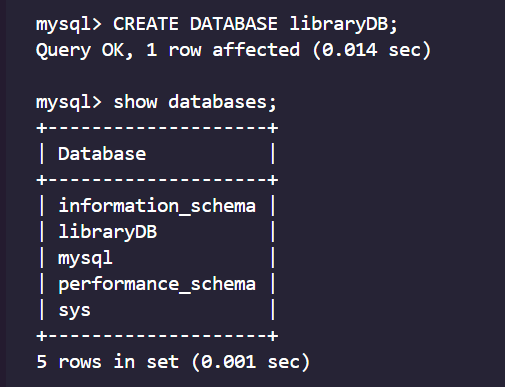 mysql> CREATE DATABASE libraryDB;
Query OK, 1 row affected (0.014 sec)

mysql> show databases;
+--------------------+
| Database           |
+--------------------+
| information_schema |
| libraryDB          |
| mysql              |
| performance_schema |
| sys                |
+--------------------+
5 rows in set (0.001 sec)